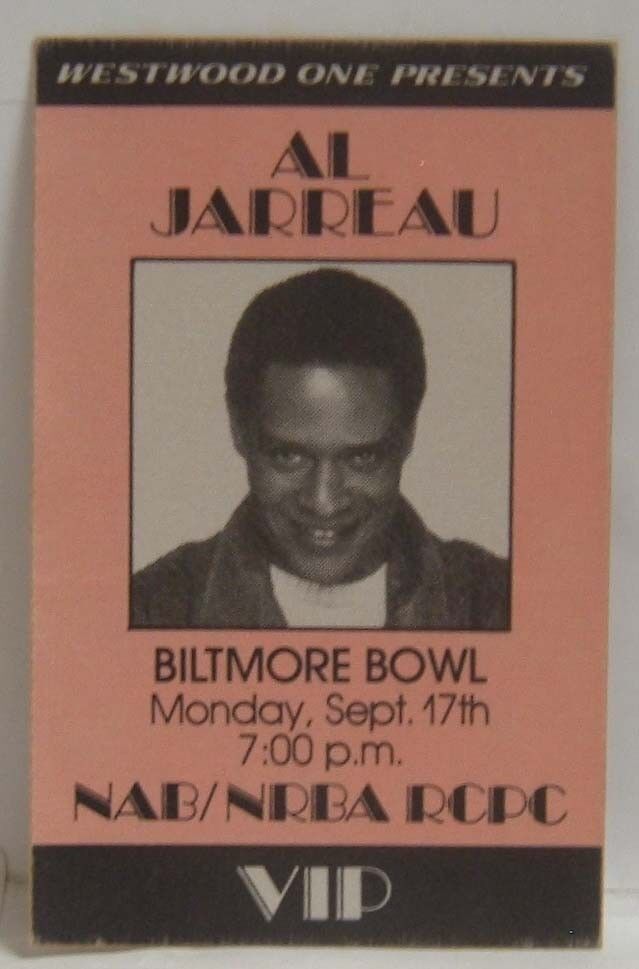 WESTWOOD ONE PRESENTS
AL
JARREAU
BILTMORE BOWL
Monday, Sept. 17th
7:00 p.m.
NAB/NRBA RCPC
VIP